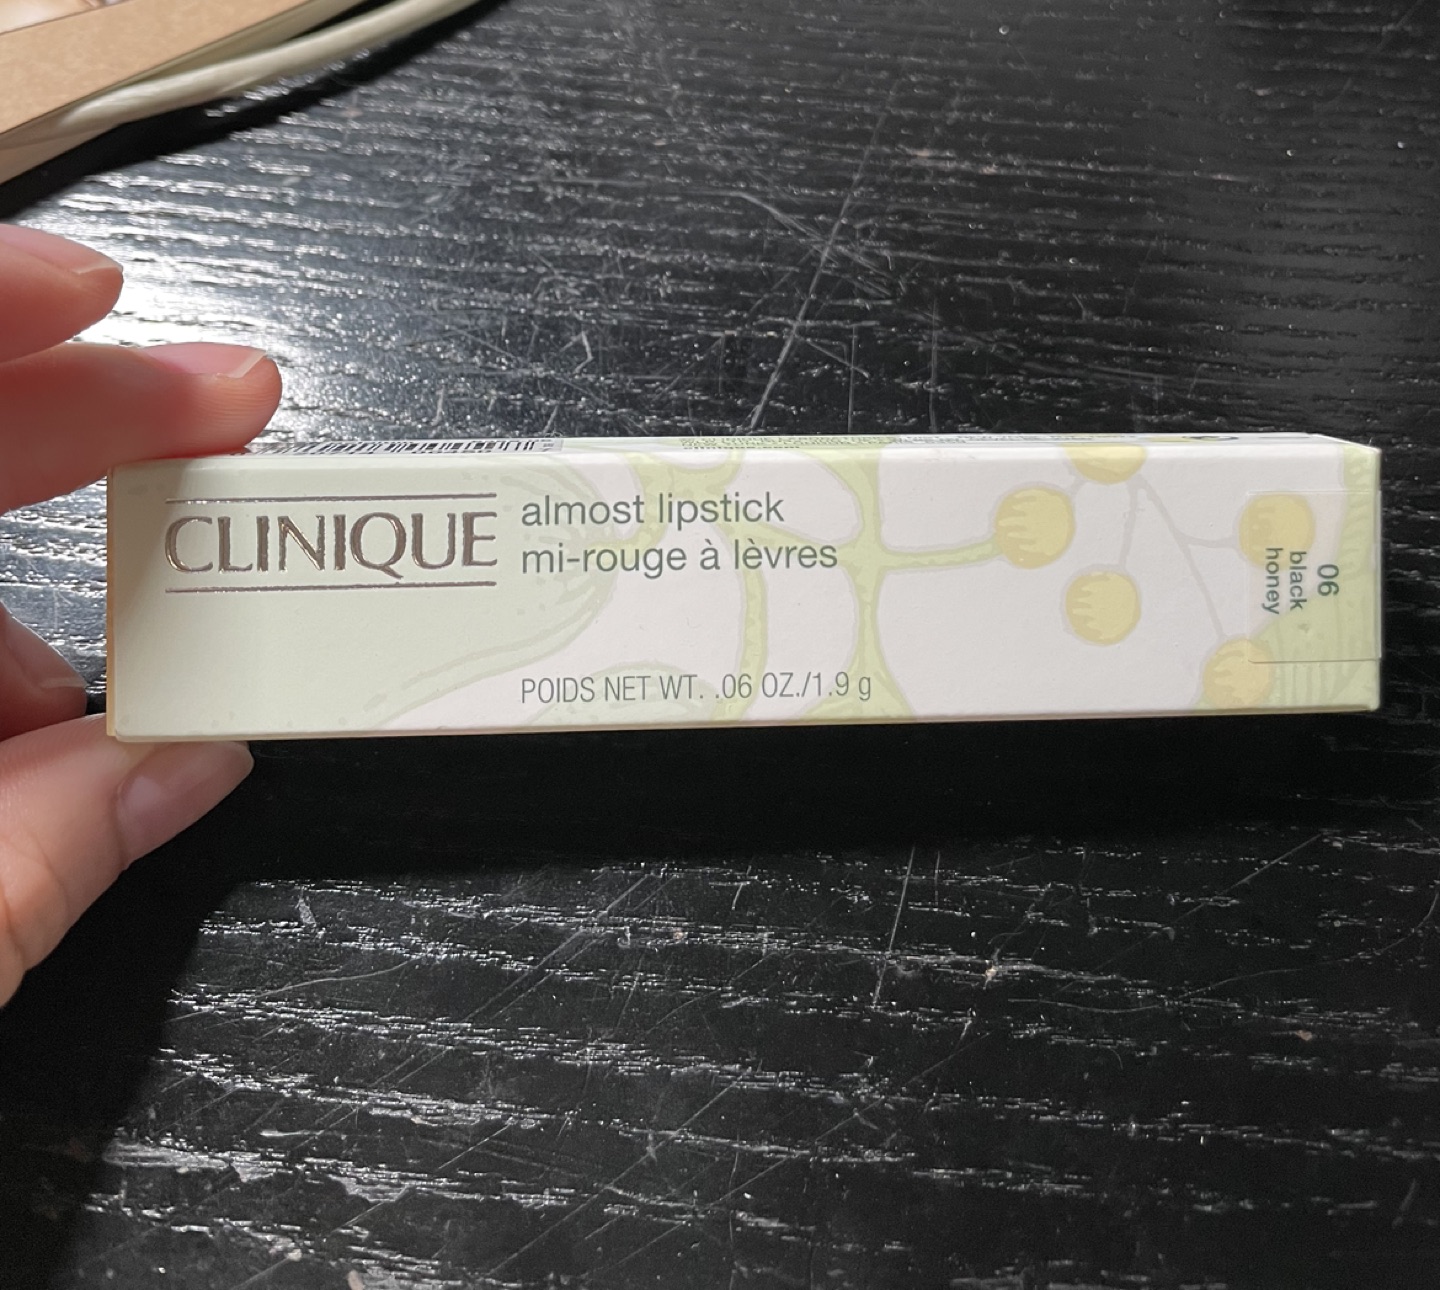 CLINIQUE
almost lipstick
mi-rouge à lèvres
POIDS NET WT. .06 OZ./1.9 g
06
black
honey